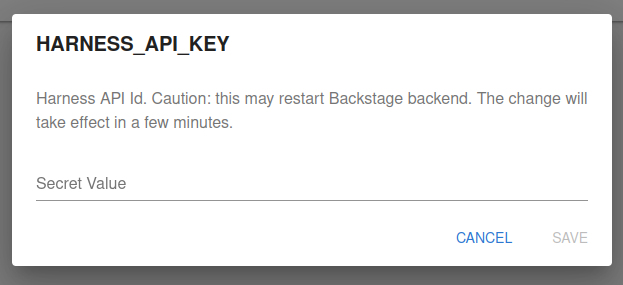 HARNESS_API_KEY
Harness API Id. Caution: this may restart Backstage backend. The change will
take effect in a few minutes.
Secret Value
CANCEL
SAVE